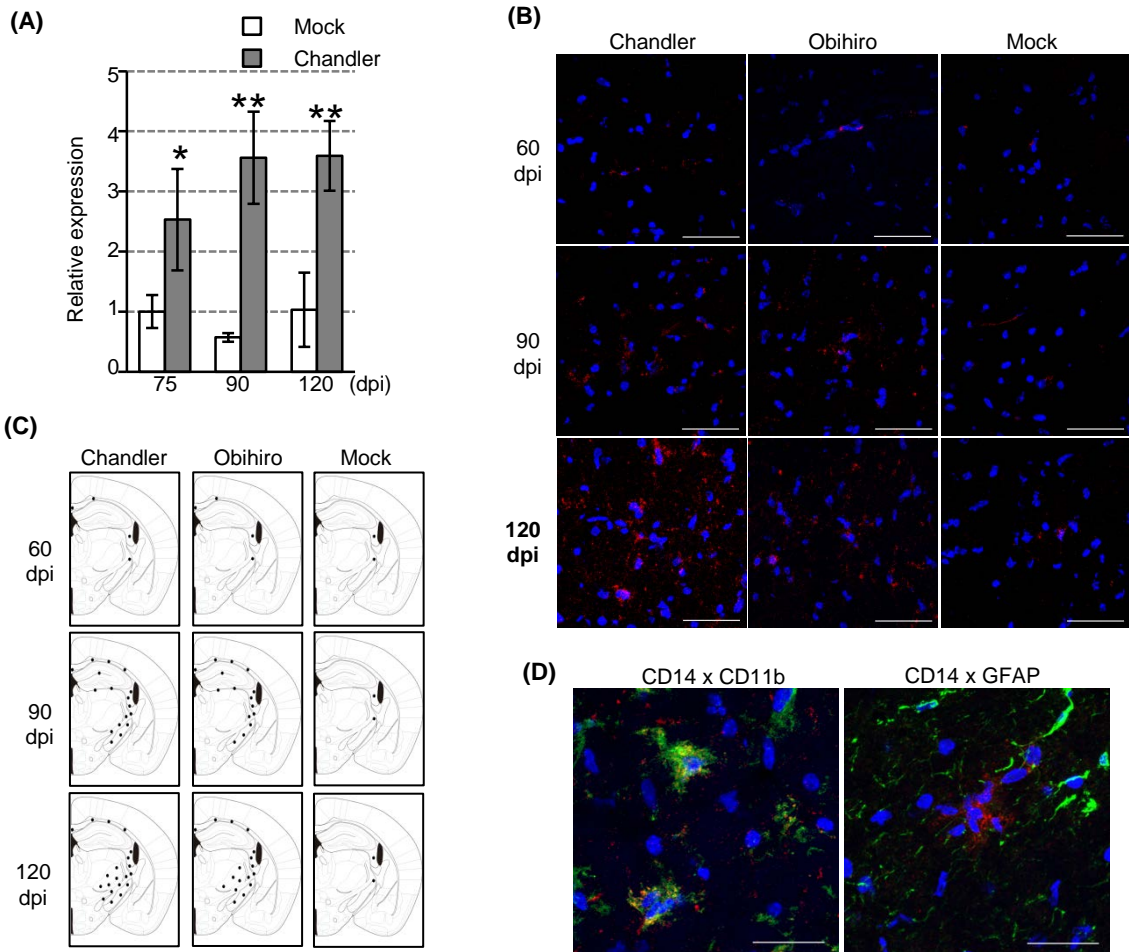 (A)
Mock
Chandler
Relative expression
5
4
3
2
1
0
*
**
**
75 90 120 (dpi)
(B)
Chandler Obihiro Mock
60
dpi
90
dpi
120
dpi
(C)
Chandler Obihiro Mock
60
dpi
90
dpi
120
dpi
(D)
CD14 x CD11b CD14 x GFAP